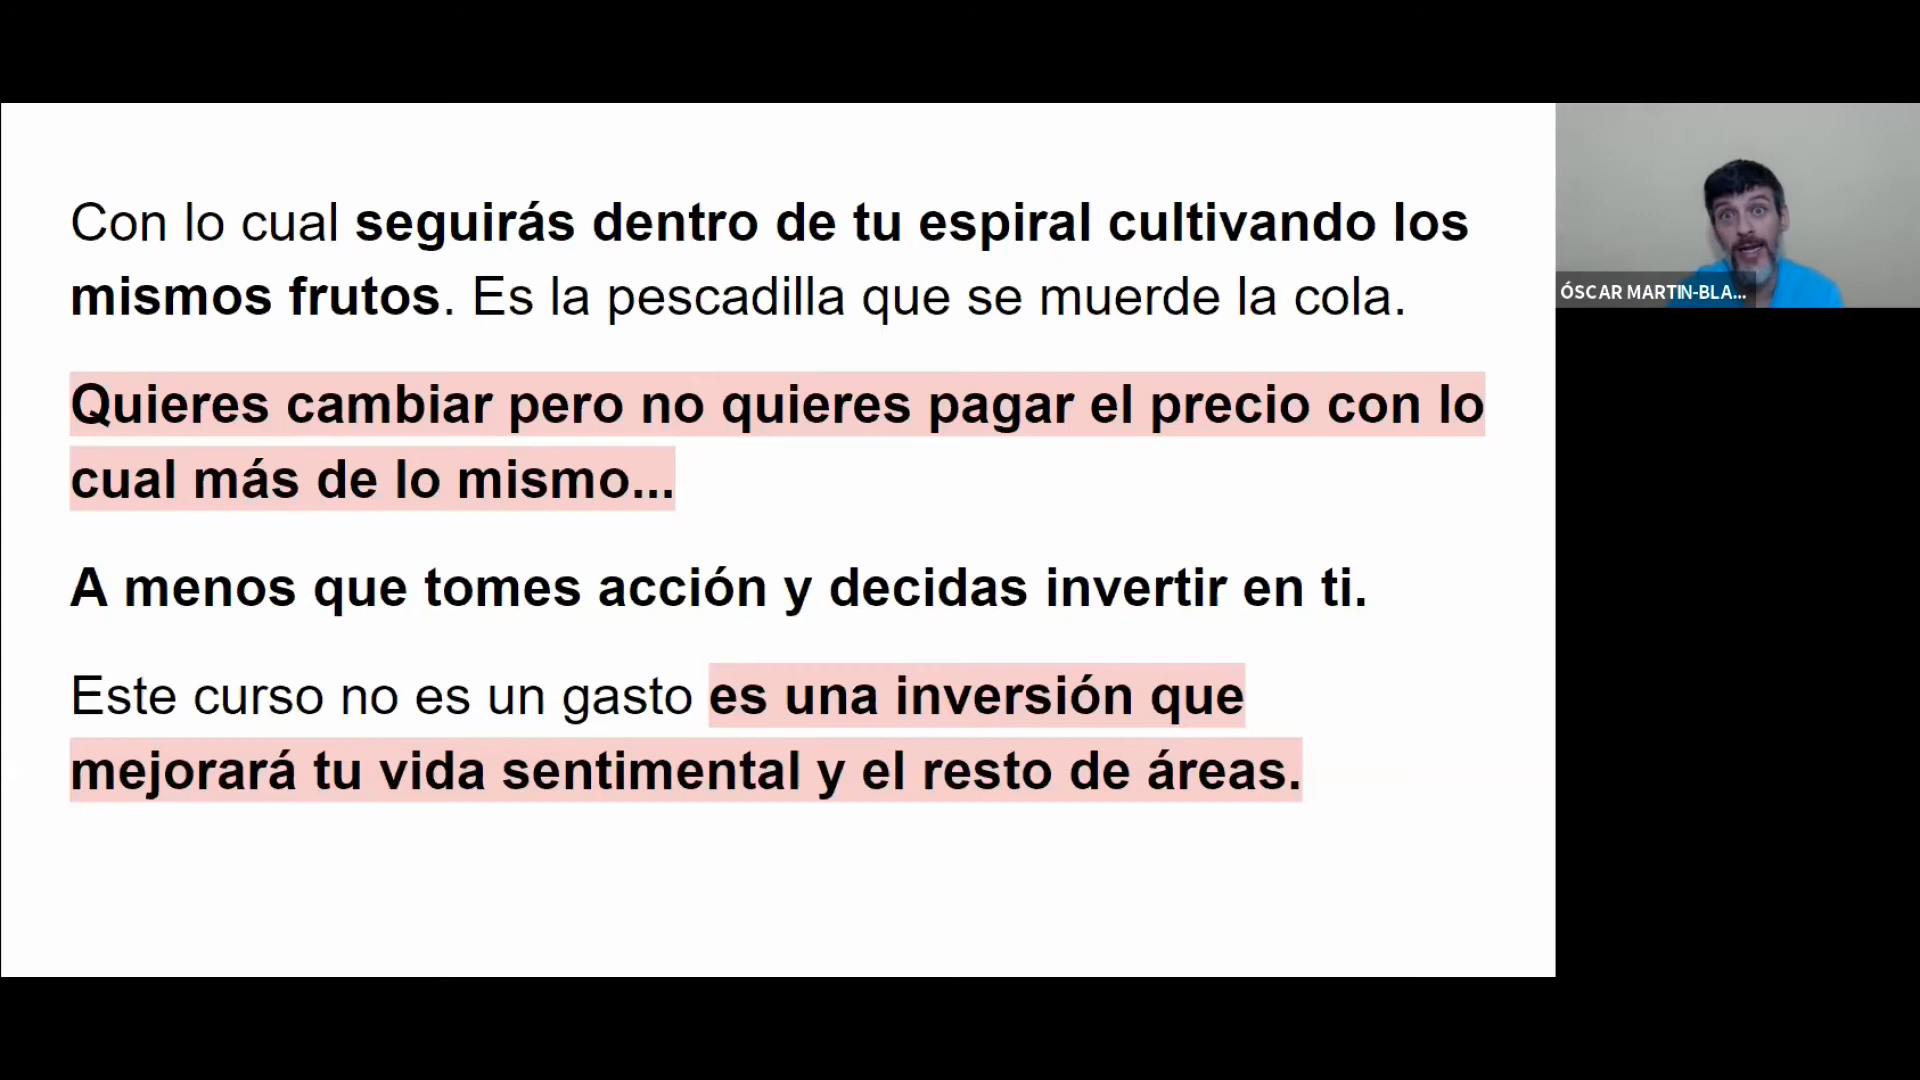 Con lo cual seguirás dentro de tu espiral cultivando los
mismos frutos. Es la pescadilla que se muerde la cola.
Quieres cambiar pero no quieres pagar el precio con lo
cual más de lo mismo...
A menos que tomes acción y decidas invertir en ti.
Este curso no es un gasto es una inversión que
mejorará tu vida sentimental y el resto de áreas.
ÓSCAR MARTIN-BLA...